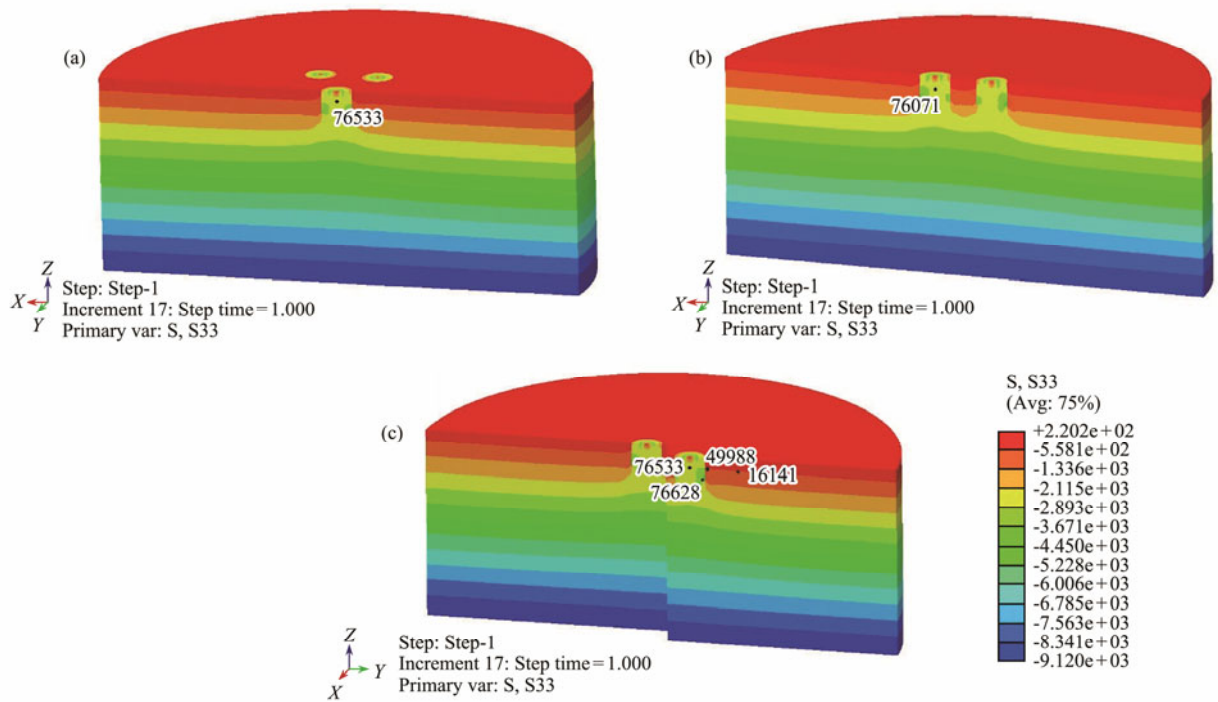 (a)
76533
Z
X
Y
Step: Step-1
Increment 17: Step time=1.000
Primary var: S, S33
(b)
76071
Z
X
Y
Step: Step-1
Increment 17: Step time=1.000
Primary var: S, S33
(c)
49988
76533
16141
76628
Z
Y
X
Step: Step-1
Increment 17: Step time=1.000
Primary var: S, S33
S, S33
(Avg: 75%)
+2.202e+02
-5.581e+02
-1.336e+03
-2.115e+03
-2.893e+03
-3.671e+03
-4.450e+03
-5.228e+03
-6.006e+03
-6.785e+03
-7.563e+03
-8.341e+03
-9.120e+03